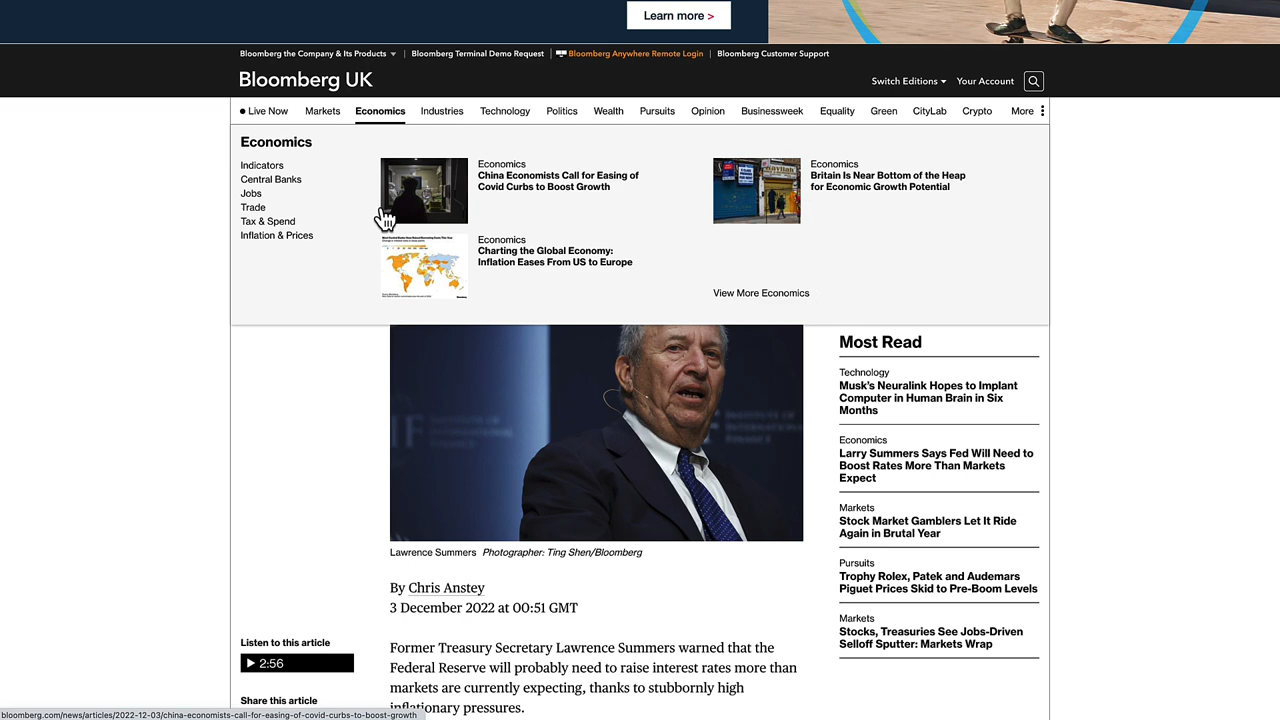 Learn more >
Bloomberg the Company & Its Products | Bloomberg Terminal Demo Request | Bloomberg Anywhere Remote Login | Bloomberg Customer Support
Bloomberg UK
Switch Editions
Your Account
Live Now Markets Economics Industries Technology Politics Wealth Pursuits Opinion Businessweek Equality Green CityLab Crypto More
Economics
Indicators
Central Banks
Jobs
Trade
Tax & Spend
Inflation & Prices
Economics
China Economists Call for Easing of
Covid Curbs to Boost Growth
Economics
Britain Is Near Bottom of the Heap
for Economic Growth Potential
Economics
Charting the Global Economy:
Inflation Eases From US to Europe
View More Economics
Lawrence Summers Photographer: Ting Shen/Bloomberg
By Chris Anstey
3 December 2022 at 00:51 GMT
Listen to this article
2:56
Share this article
Former Treasury Secretary Lawrence Summers warned that the
Federal Reserve will probably need to raise interest rates more than
markets are currently expecting, thanks to stubbornly high
inflationary pressures.
Most Read
Technology
Musk's Neuralink Hopes to Implant
Computer in Human Brain in Six
Months
Economics
Larry Summers Says Fed Will Need to
Boost Rates More Than Markets
Expect
Markets
Stock Market Gamblers Let It Ride
Again in Brutal Year
Pursuits
Trophy Rolex, Patek and Audemars
Piguet Prices Skid to Pre-Boom Levels
Markets
Stocks, Treasuries See Jobs-Driven
Selloff Sputter: Markets Wrap
bloomberg.com/news/articles/2022-12-03/china-economists-call-for-easing-of-covid-curbs-to-boost-growth